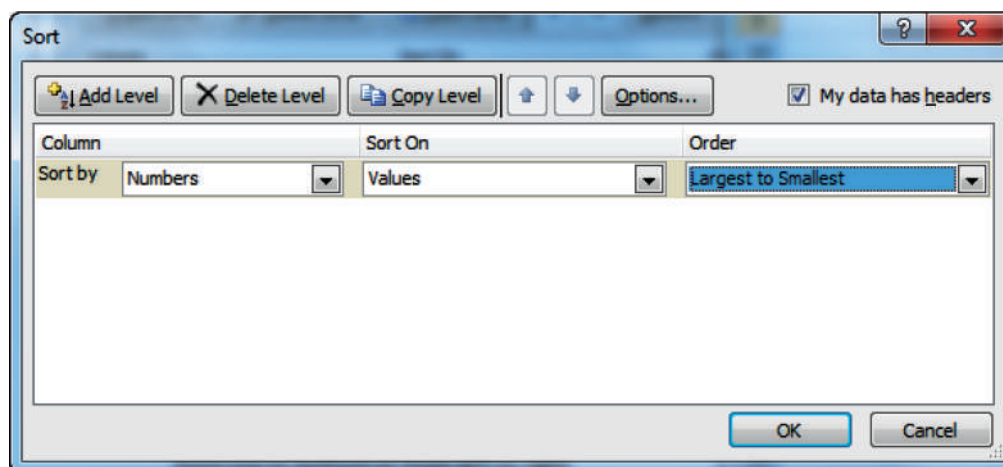 Sort
Add Level Delete Level Copy Level Options... My data has headers
Column Sort On Order
Sort by Numbers Values Largest to Smallest
OK Cancel